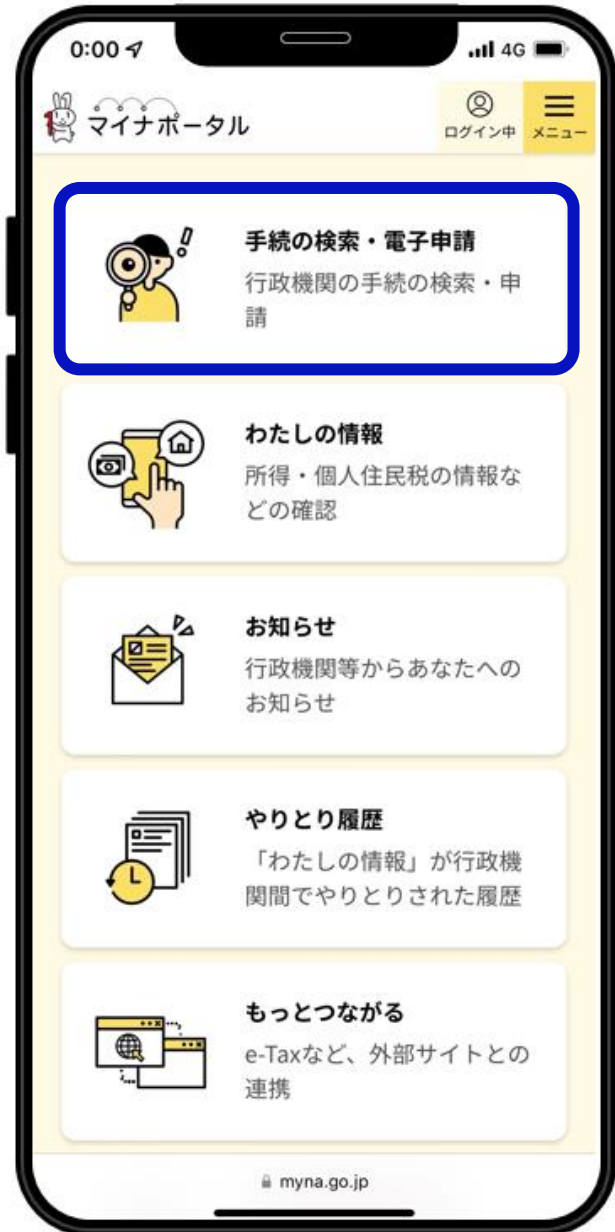 0:00
4G
マイナポータル
ログイン中
メニュー
手続の検索・電子申請
行政機関の手続の検索・申
請
わたしの情報
所得・個人住民税の情報な
どの確認
お知らせ
行政機関等からあなたへの
お知らせ
やりとり履歴
「わたしの情報」が行政機
関間でやりとりされた履歴
もっとつながる
e-Taxなど、外部サイトとの
連携
myna.go.jp